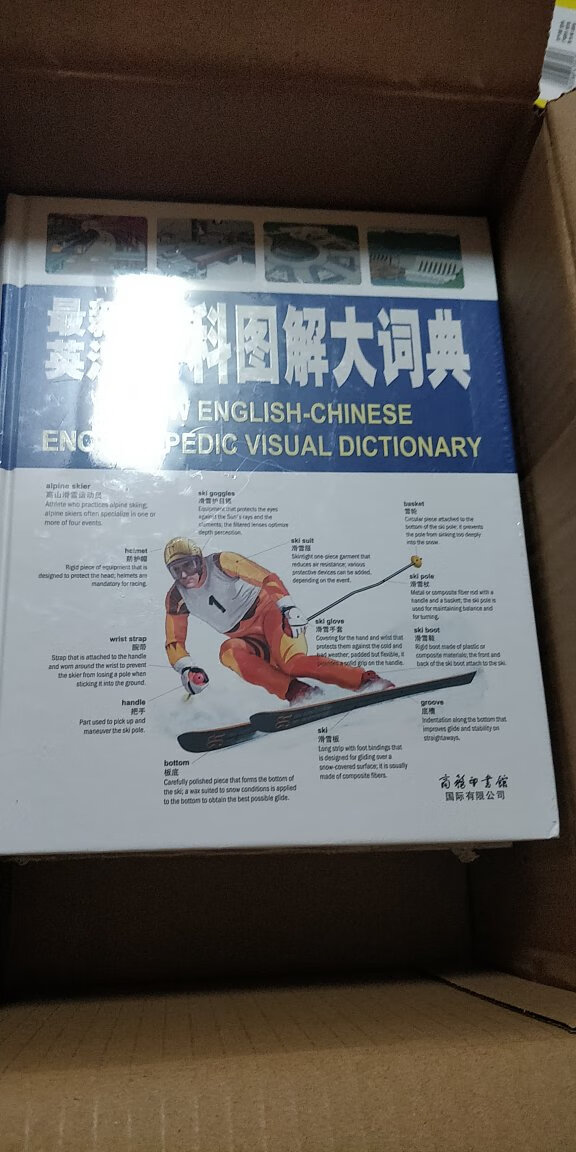 最
英
科图解大词典
ENGLISH-CHINESE
PEDIC VISUAL DICTIONARY
alpine skier
高山滑雪运动员
Athlete who practices alpine skiing;
alpine skiers often specialize in one or
more of four events.
ski goggles
滑雪护目镜
Equipment that protects the eyes
against the Sun's rays and the
elements; the filtered lenses optimize
depth perception.
basket
雪轮
Circular piece attached to the
bottom of the ski pole; it prevents
the pole from sinking too deeply
into the snow.
ski suit
滑雪服
Skintight one-piece garment that
reduces air resistance; various
protective devices can be added,
depending on the event.
helmet
防护帽
Rigid piece of equipment that is
designed to protect the head; helmets are
mandatory for racing.
ski pole
滑雪杖
Metal or composite fiber rod with a
handle and a basket; the ski pole is
used for maintaining balance and
for turning.
1
ski glove
滑雪手套
Covering for the hand and wrist that
protects them against the cold and
bad weather; padded but flexible, it
provides a solid grip on the handle.
ski boot
滑雪鞋
Rigid boot made of plastic or
composite materials; the front and
back of the ski boot attach to the ski.
wrist strap
腕带
Strap that is attached to the handle
and worn around the wrist to prevent
the skier from losing a pole when
sticking it into the ground.
handle
把手
Part used to pick up and
maneuver the ski pole.
groove
底槽
Indentation along the bottom that
improves glide and stability on
straightaways.
ski
滑雪板
Long strip with foot bindings that
is designed for gliding over a
snow-covered surface; it is usually
made of composite fibers.
bottom
板底
Carefully polished piece that forms the bottom of
the ski; a wax suited to snow conditions is applied
to the bottom to obtain the best possible glide.
商务印书馆
国际有限公司